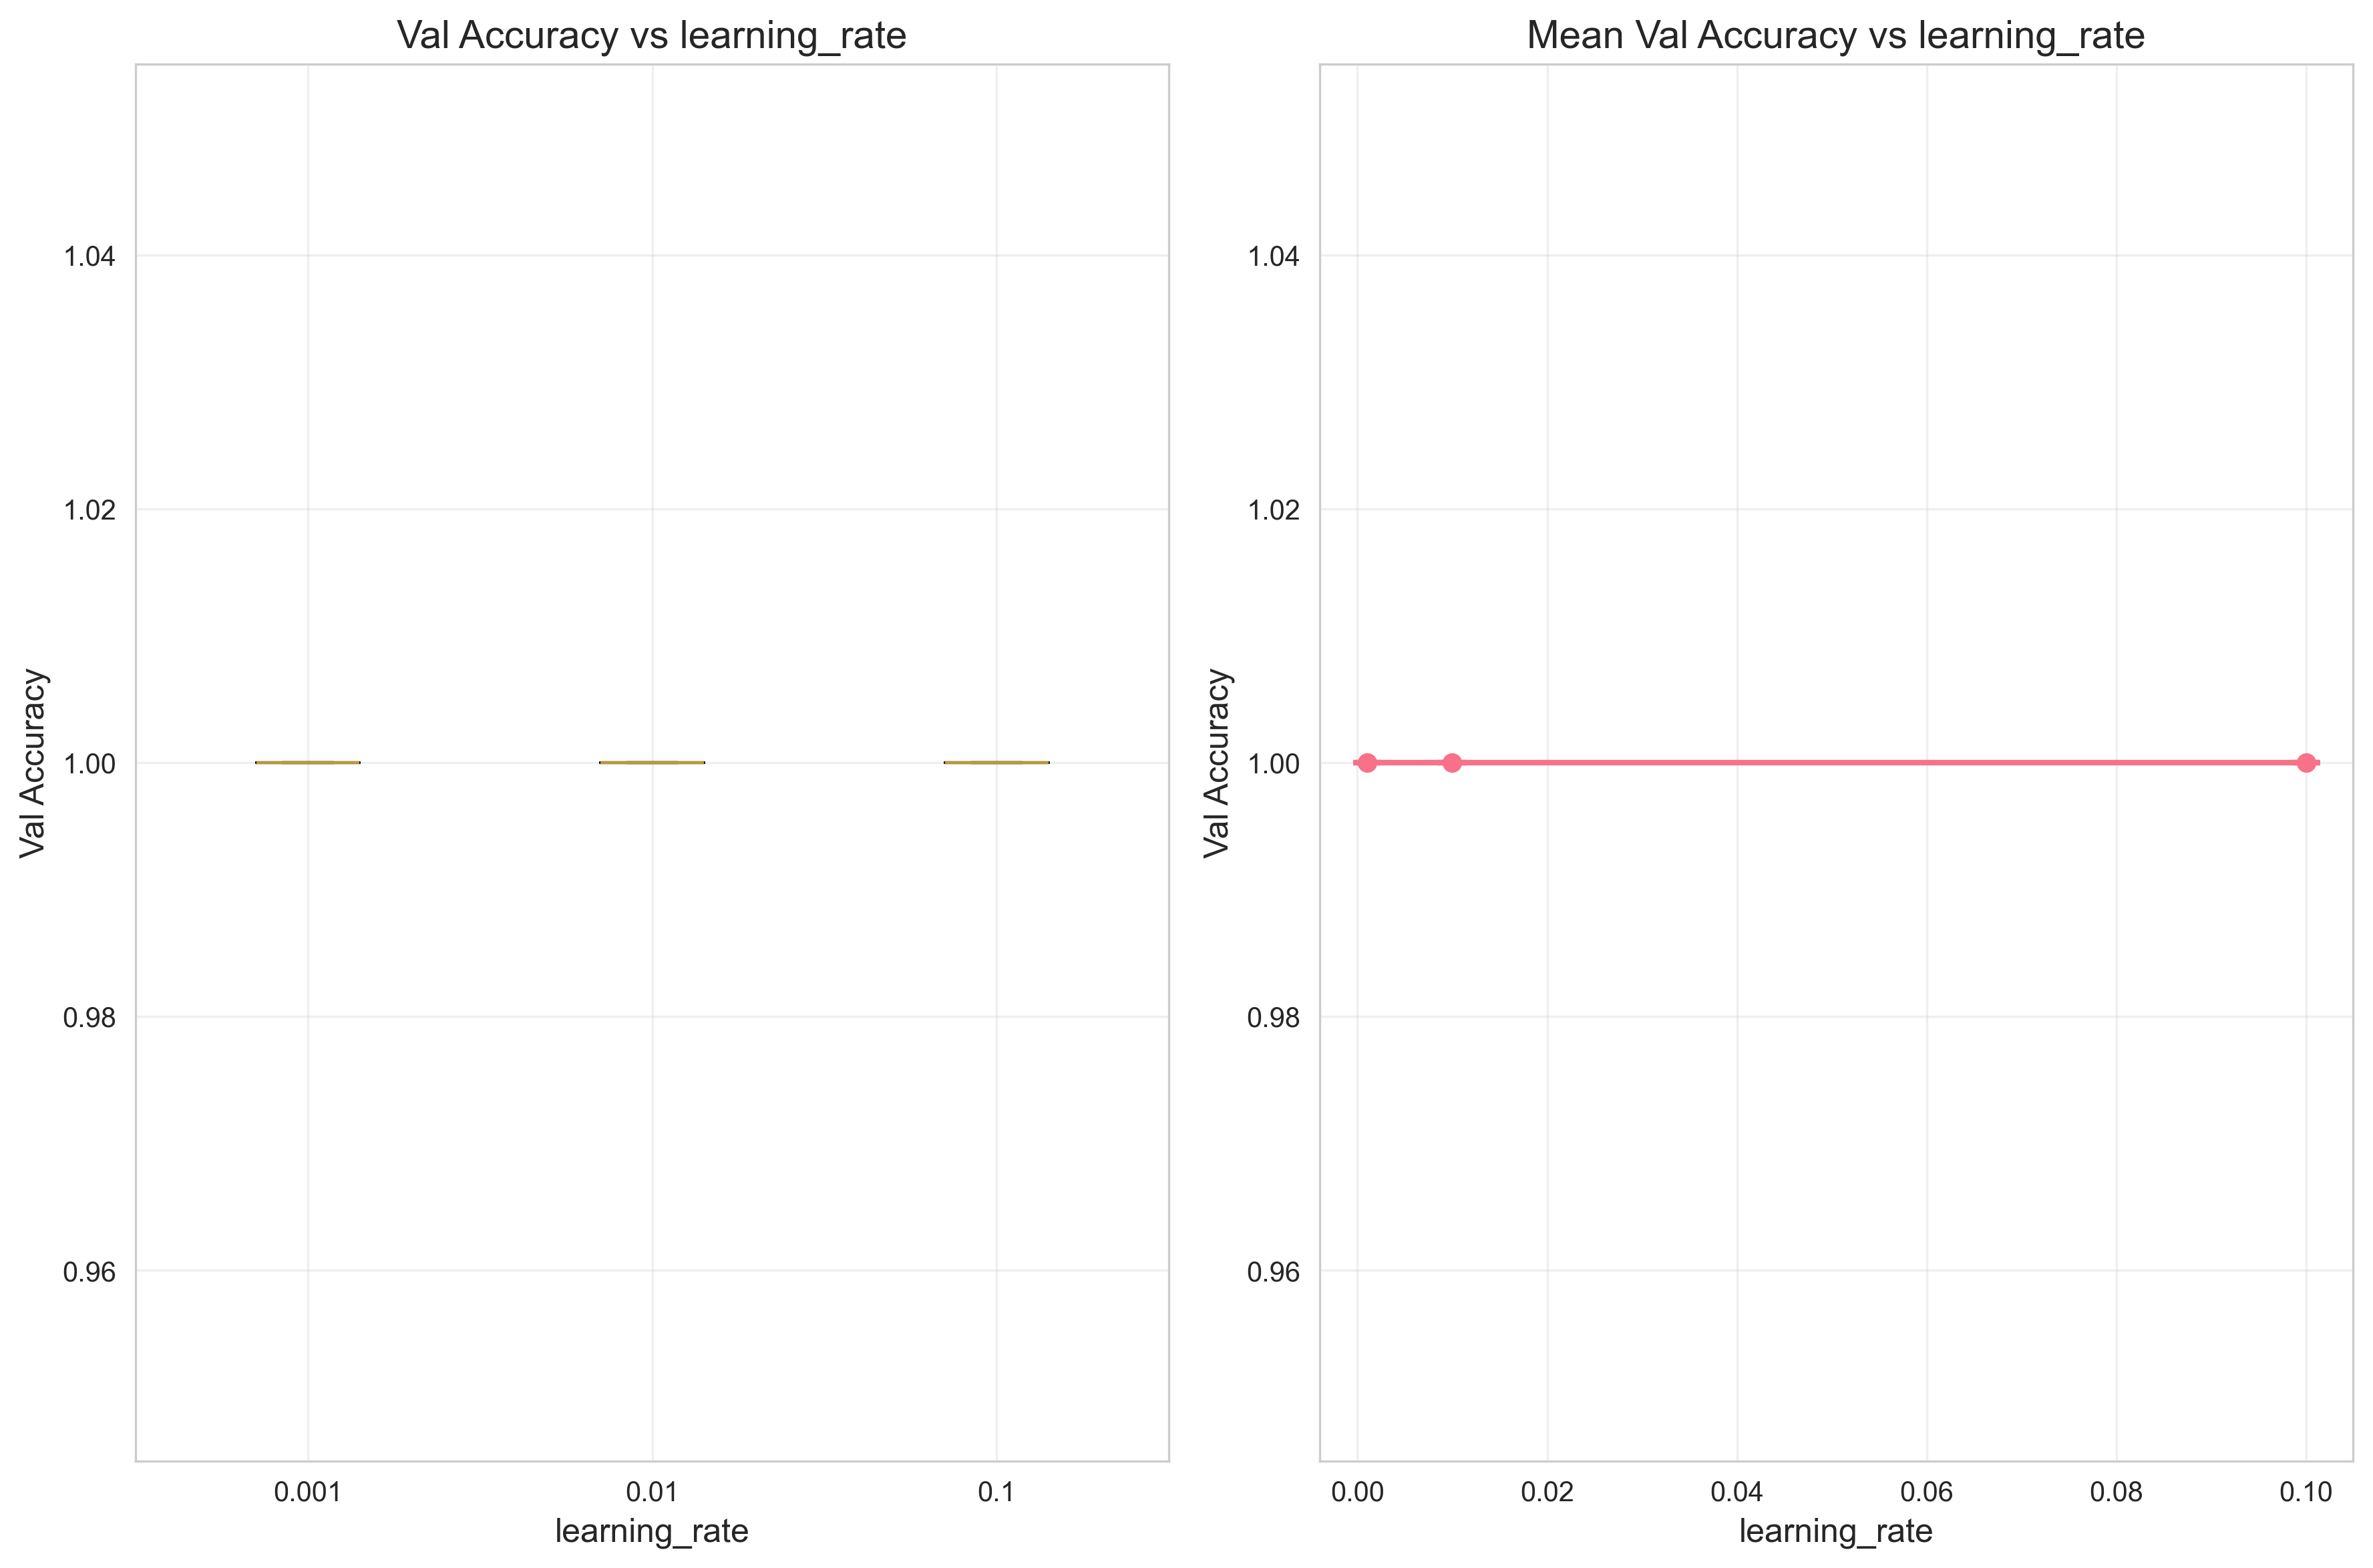 Val Accuracy vs learning_rate
Val Accuracy
1.04
1.02
1.00
0.98
0.96
0.001 0.01 0.1
learning_rate
Mean Val Accuracy vs learning_rate
Val Accuracy
1.04
1.02
1.00
0.98
0.96
0.00 0.02 0.04 0.06 0.08 0.10
learning_rate